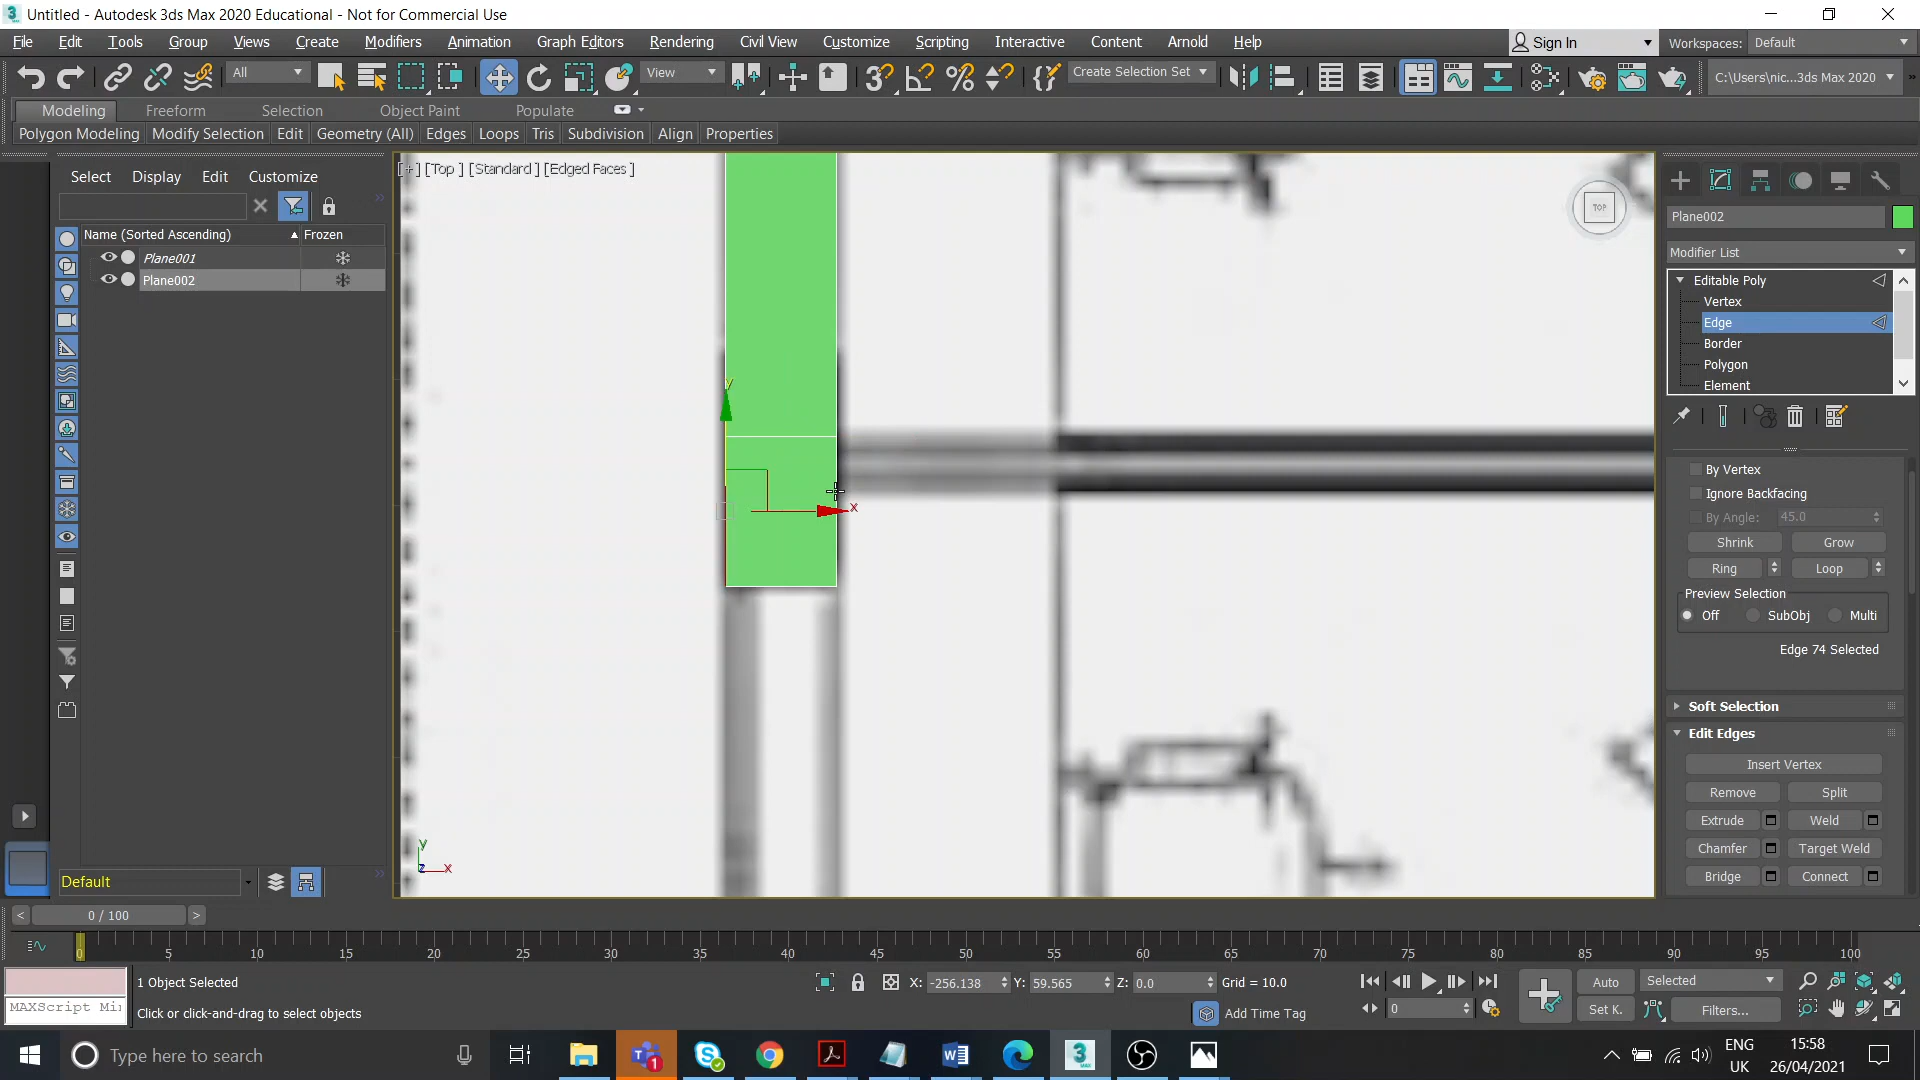 Untitled - Autodesk 3ds Max 2020 Educational - Not for Commercial Use
File Edit Tools Group Views Create Modifiers Animation Graph Editors Rendering Civil View Customize Scripting Interactive Content Arnold Help Sign In Workspaces: Default
All View Create Selection Set C:\Users\nic...3ds Max 2020
Modeling Freeform Selection Object Paint Populate
Polygon Modeling Modify Selection Edit Geometry (All) Edges Loops Tris Subdivision Align Properties
Select Display Edit Customize
[+] [Top ] [Standard ] [Edged Faces ]
TOP
Name (Sorted Ascending) Frozen
Plane001
Plane002
y
x
y
z x
Default
Plane002
Modifier List
Editable Poly
Vertex
Edge
Border
Polygon
Element
By Vertex
Ignore Backfacing
By Angle: 45.0
Shrink Grow
Ring Loop
Preview Selection
Off SubObj Multi
Edge 74 Selected
Soft Selection
Edit Edges
Insert Vertex
Remove Split
Extrude Weld
Chamfer Target Weld
Bridge Connect
< 0 / 100 >
0 5 10 15 20 25 30 35 40 45 50 55 60 65 70 75 80 85 90 95 100
1 Object Selected X: -256.138 Y: 59.565 Z: 0.0 Grid = 10.0 Auto Selected
MAXScript Mi Click or click-and-drag to select objects Add Time Tag 0 Set K. Filters...
Type here to search 1 ENG 15:58
UK 26/04/2021